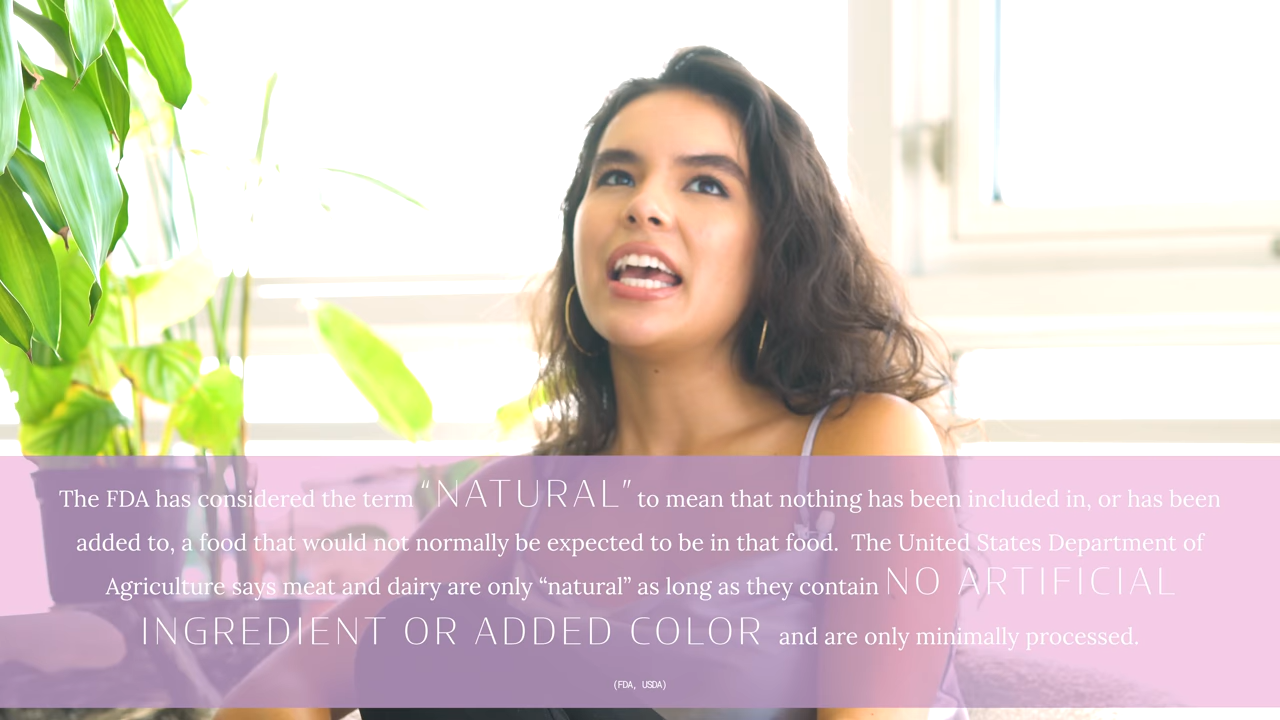 The FDA has considered the term “NATURAL” to mean that nothing has been included in, or has been
added to, a food that would not normally be expected to be in that food.  The United States Department of
Agriculture says meat and dairy are only “natural” as long as they contain NO ARTIFICIAL
INGREDIENT OR ADDED COLOR and are only minimally processed.
(FDA, USDA)